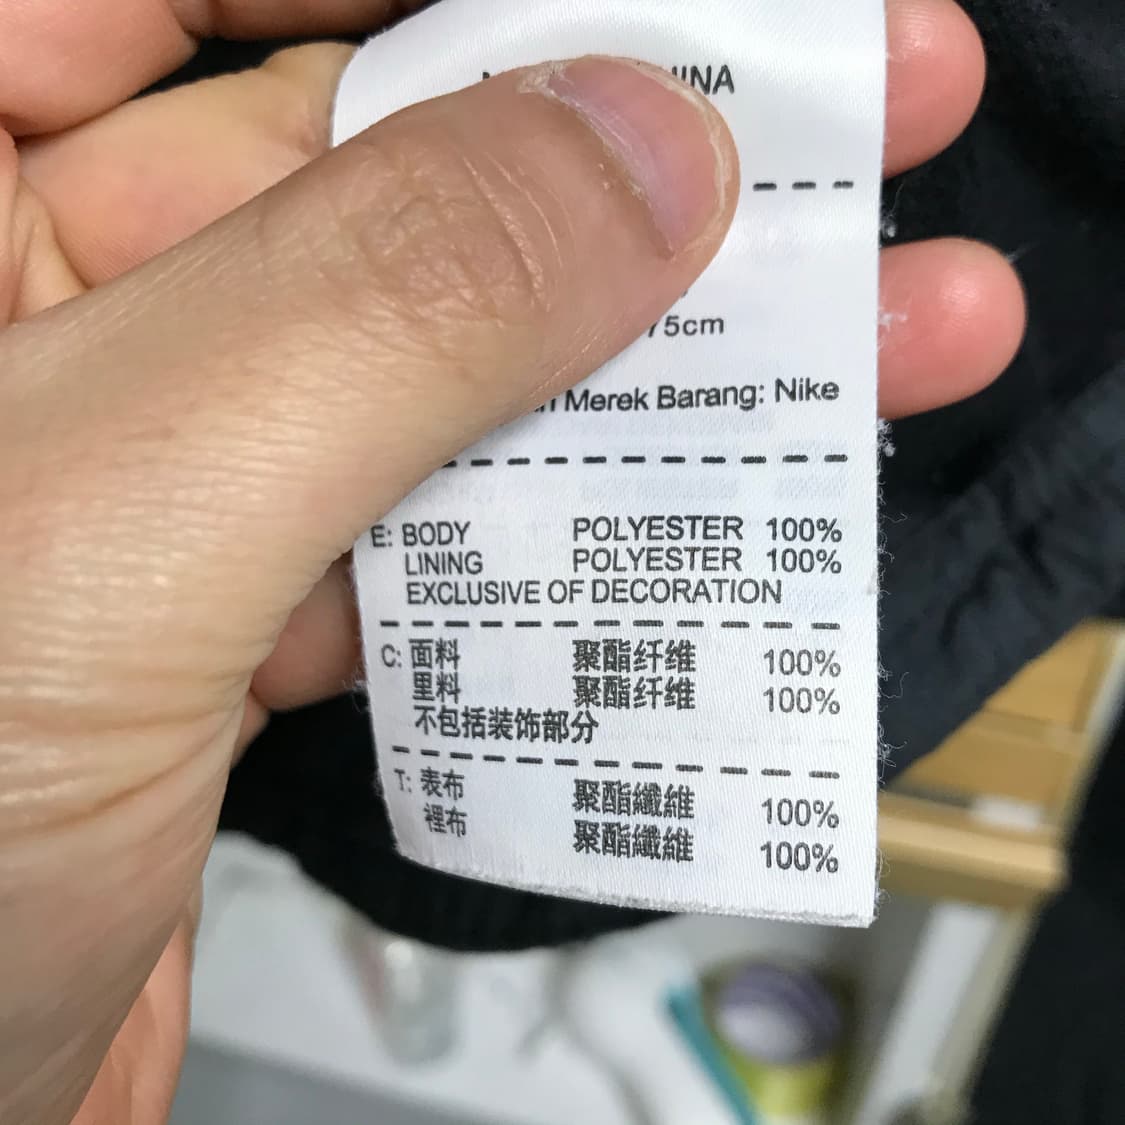 75cm
Merek Barang: Nike
E: BODY POLYESTER 100%
LINING POLYESTER 100%
EXCLUSIVE OF DECORATION
C: 面料 聚酯纤维 100%
里料 聚酯纤维 100%
不包括装饰部分
T: 表布 聚酯纖維 100%
裡布 聚酯纖維 100%